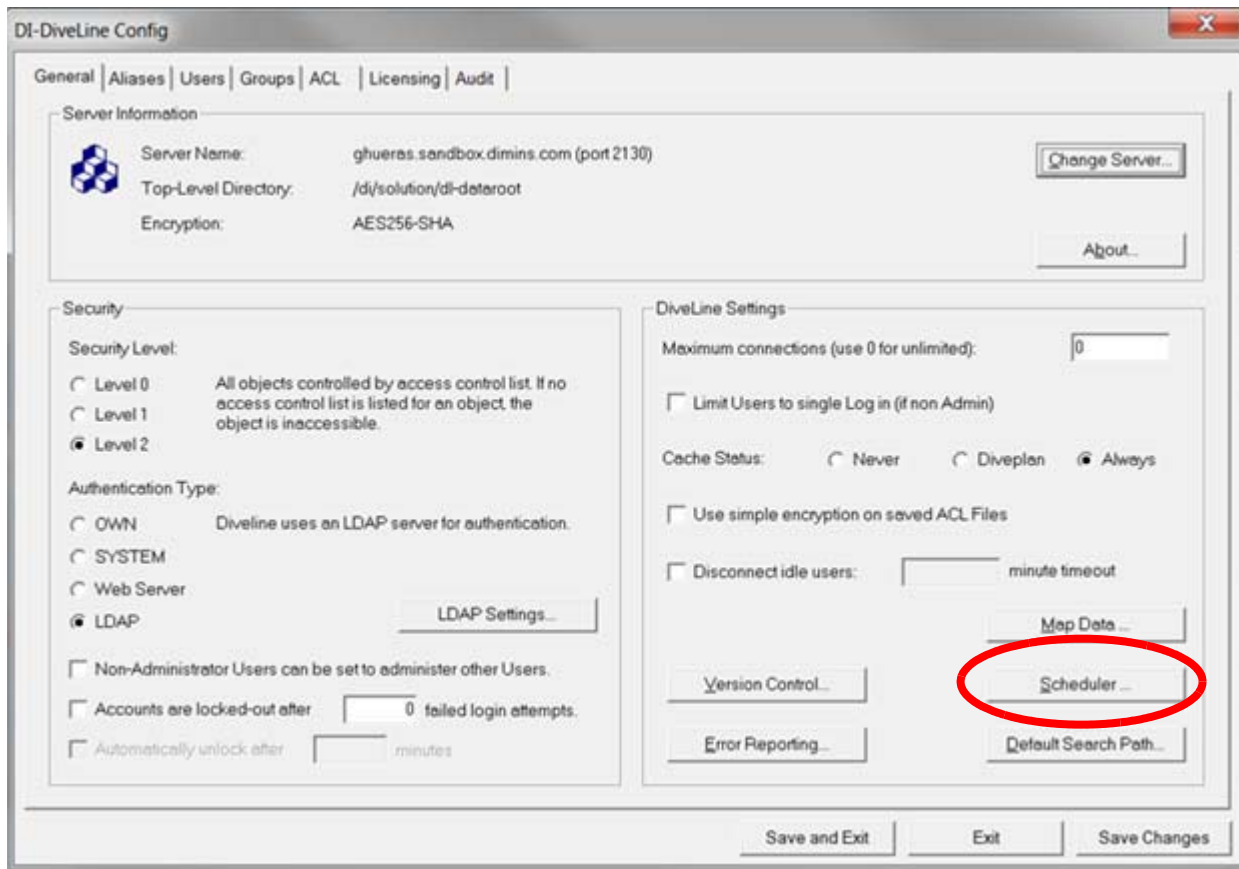 DI-DiveLine Config
General Aliases Users Groups ACL Licensing Audit
Server Information
Server Name: ghueras.sandbox.dimins.com (port 2130)
Change Server...
Top-Level Directory: /di/solution/dl-dataroot
Encryption: AES256-SHA
About...
Security
Security Level:
Level 0
Level 1
Level 2
All objects controlled by access control list. If no
access control list is listed for an object, the
object is inaccessible.
Authentication Type:
OWN Diveline uses an LDAP server for authentication.
SYSTEM
Web Server
LDAP
LDAP Settings...
Non-Administrator Users can be set to administer other Users.
Accounts are locked-out after 0 failed login attempts.
Automatically unlock after minutes
DiveLine Settings
Maximum connections (use 0 for unlimited): 0
Limit Users to single Log in (if non Admin)
Cache Status: Never Diveplan Always
Use simple encryption on saved ACL Files
Disconnect idle users: minute timeout
Map Data ...
Version Control... Scheduler ...
Error Reporting... Default Search Path...
Save and Exit Exit Save Changes